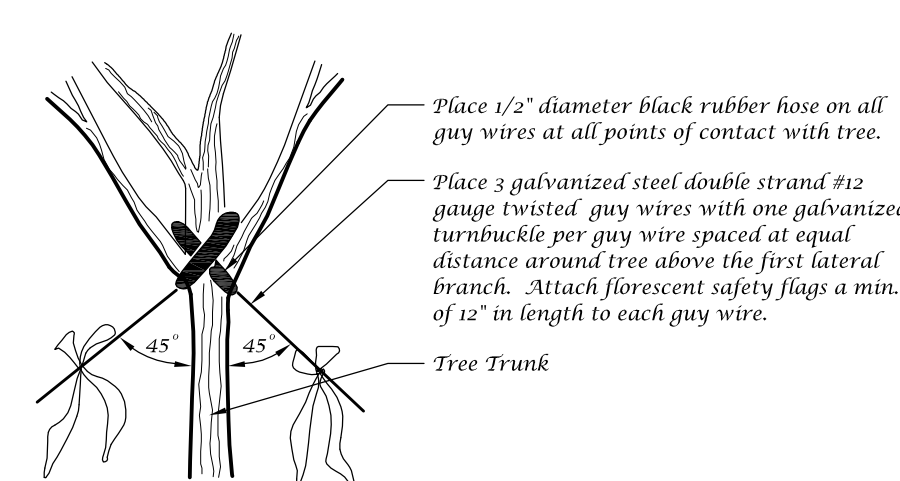 Place 1/2" diameter black rubber hose on all
guy wires at all points of contact with tree.
Place 3 galvanized steel double strand #12
gauge twisted guy wires with one galvanized
turnbuckle per guy wire spaced at equal
distance around tree above the first lateral
branch. Attach florescent safety flags a min.
of 12" in length to each guy wire.
45° 45°
Tree Trunk